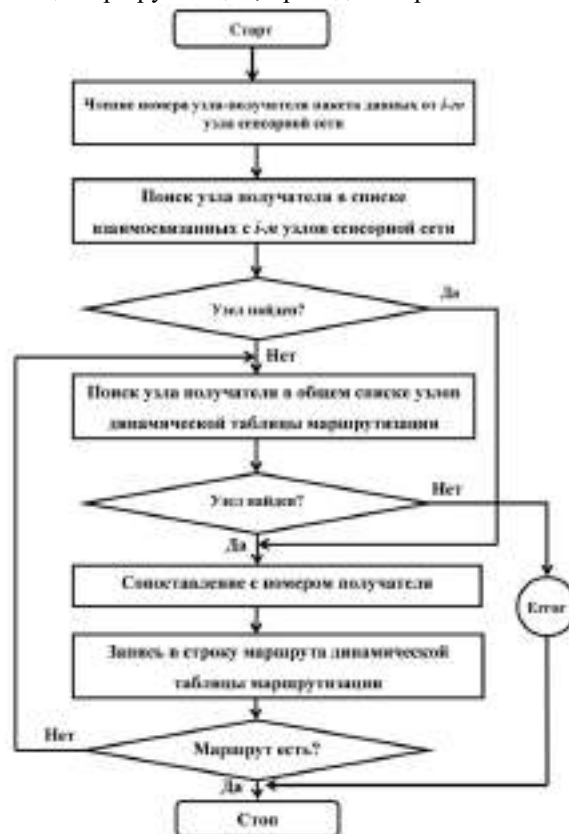 Старт
Чтение номера узла-получателя пакета данных от i-го
узла сенсорной сети
Поиск узла получателя в списке
взаимосвязанных с i-м узлов сенсорной сети
Узел найден?
Да
Нет
Поиск узла получателя в общем списке узлов
динамической таблицы маршрутизации
Узел найден?
Нет
Да
Сопоставление с номером получателя
Error
Запись в строку маршрута динамической
таблицы маршрутизации
Нет
Маршрут есть?
Да
Стоп